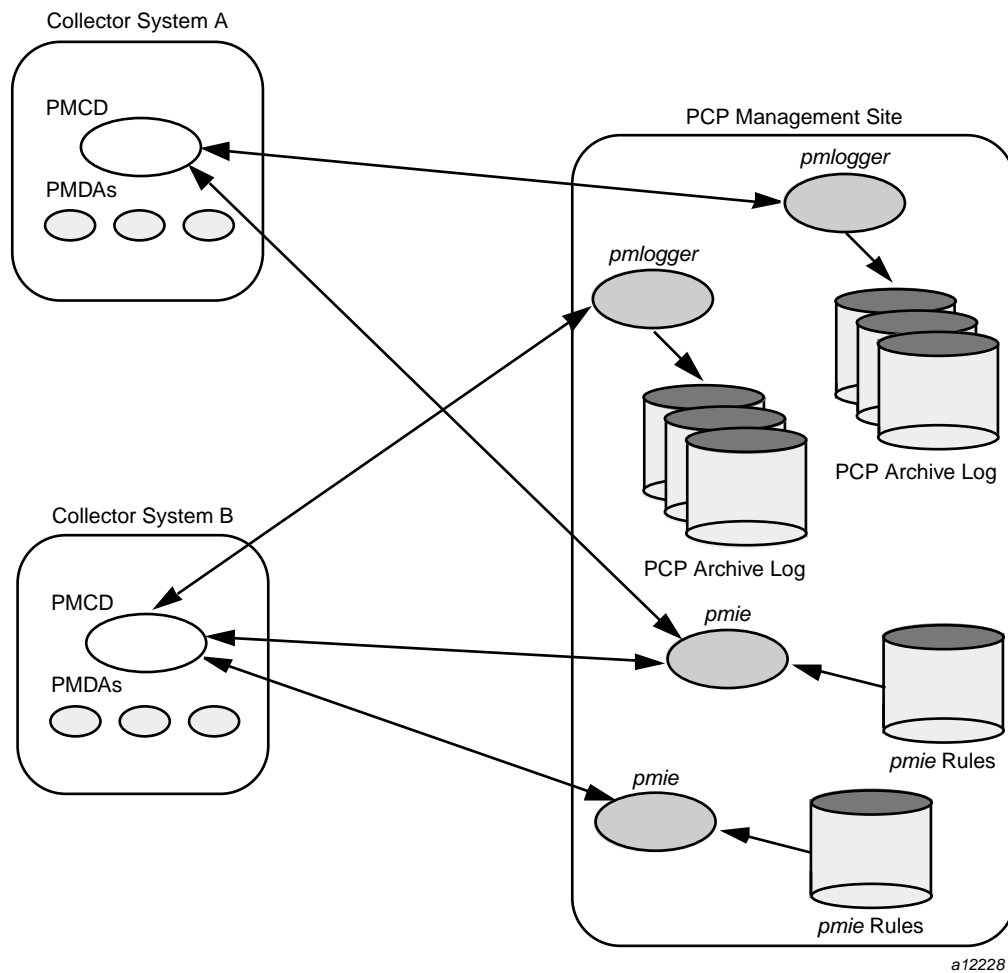 Collector System A
PMCD
PMDAs
PCP Management Site
pmlogger
pmlogger
PCP Archive Log
PCP Archive Log
Collector System B
PMCD
PMDAs
pmie
pmie Rules
pmie
pmie Rules
a12228